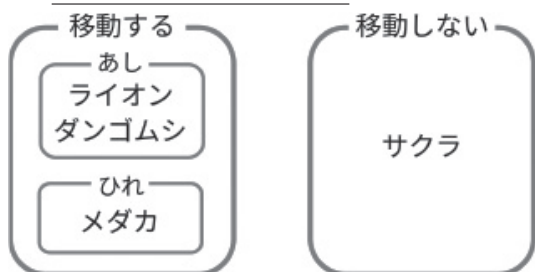 移動する
あし
ライオン
ダンゴムシ
ひれ
メダカ
移動しない
サクラ